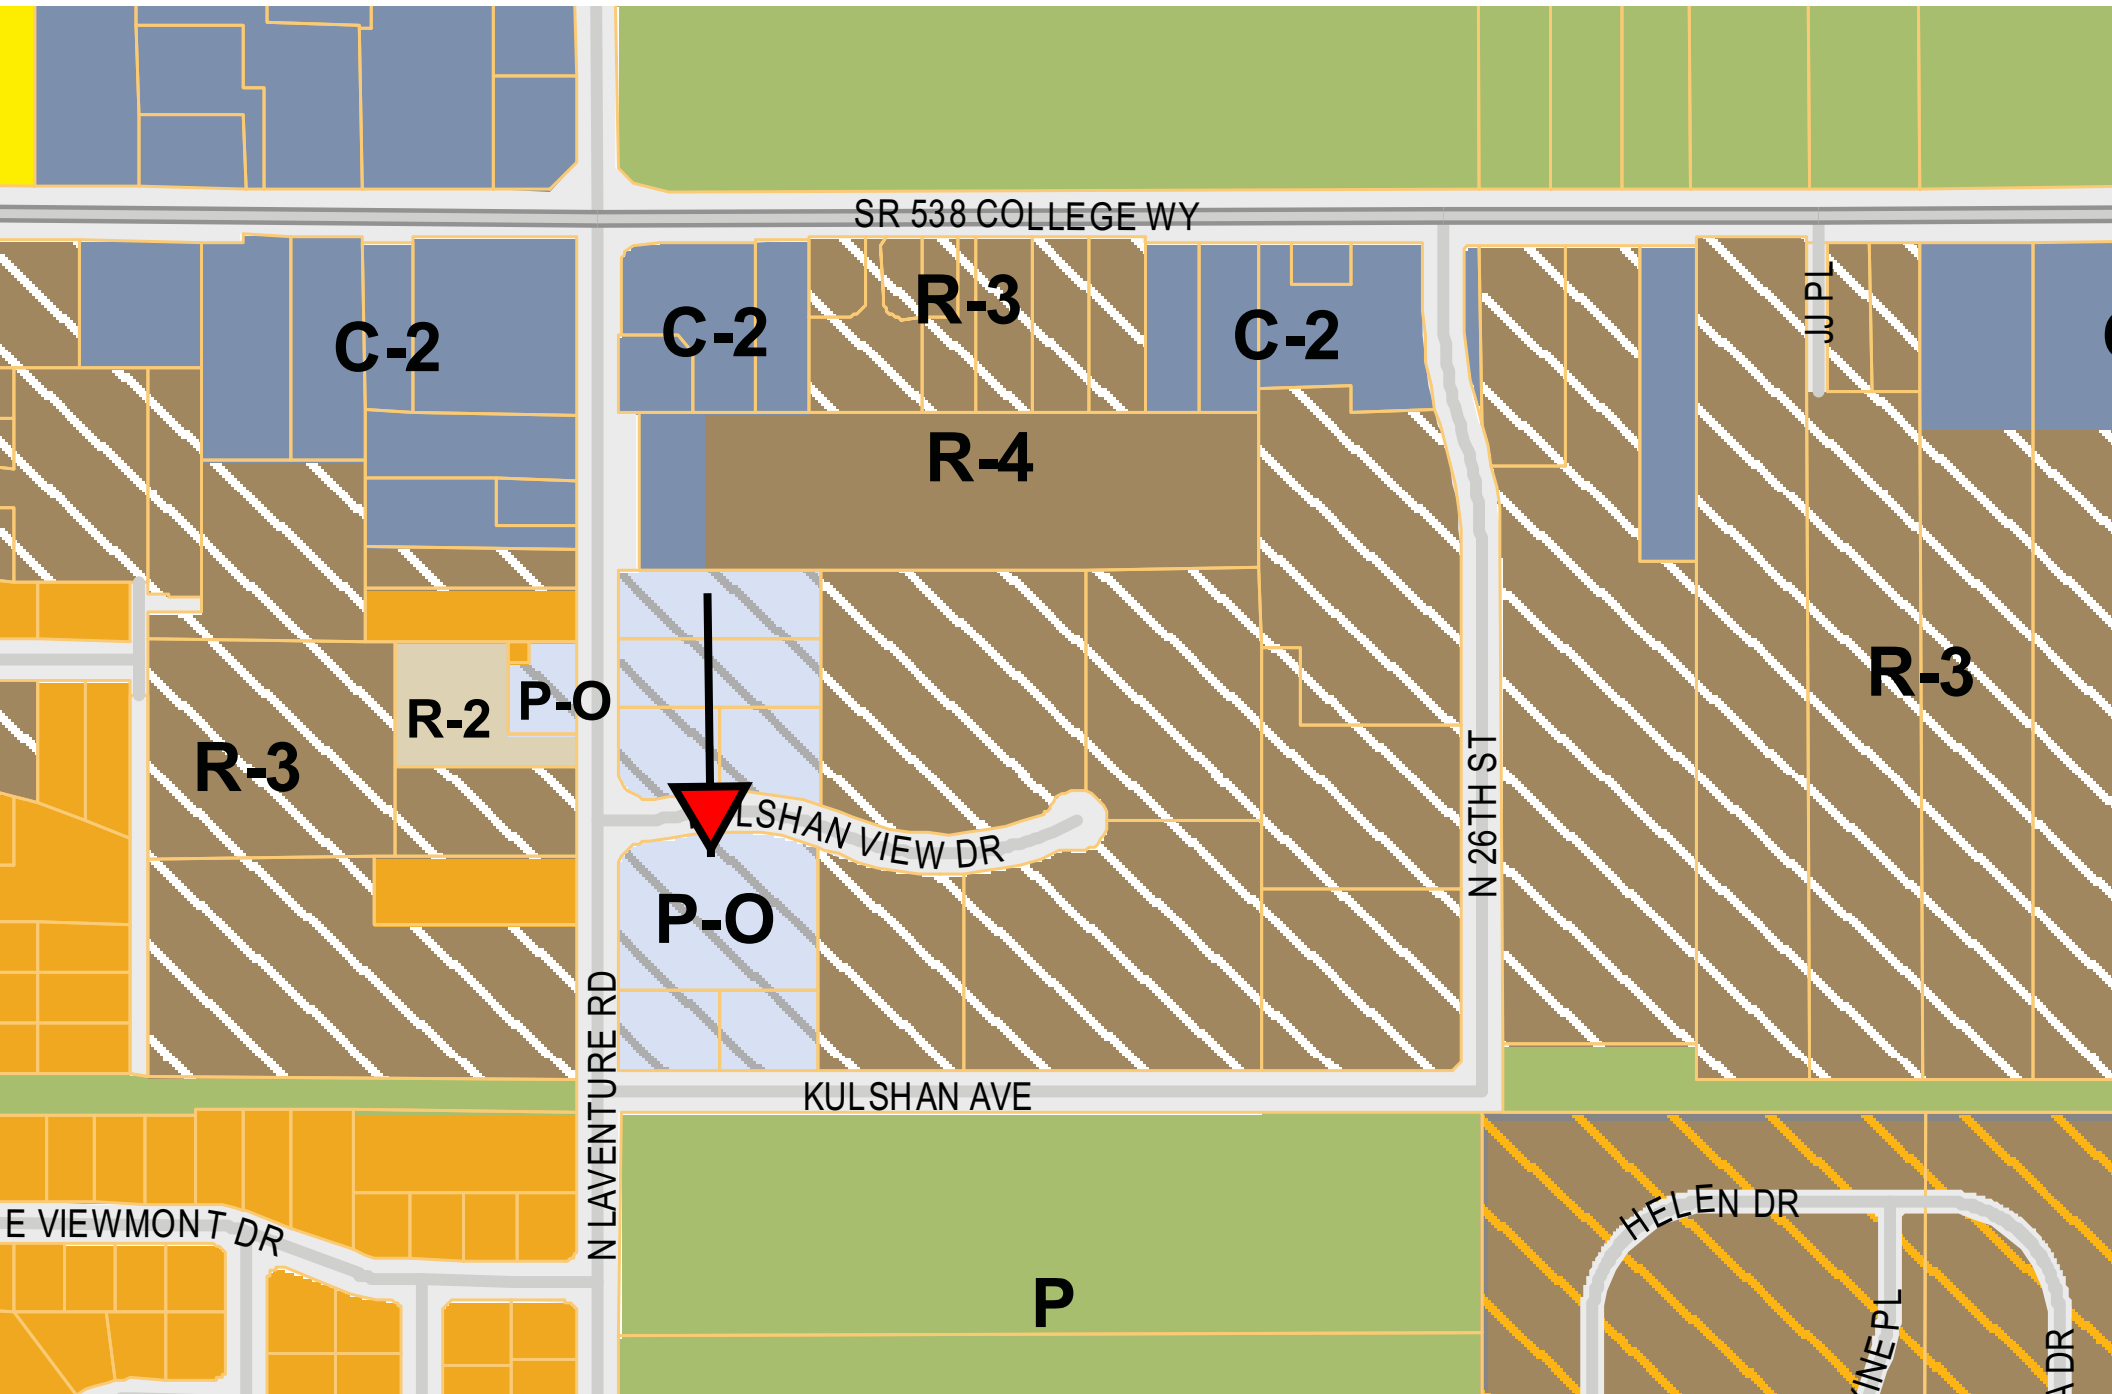 SR 538 COLLEGE WY
JJ PL
R-3
C-2
C-2
C-2
R-4
R-3
P-O
R-2
R-3
N 26TH ST
LSHAN VIEW DR
P-O
N LAVENTURE RD
KULSHAN AVE
E VIEWMONT DR
HELEN DR
P